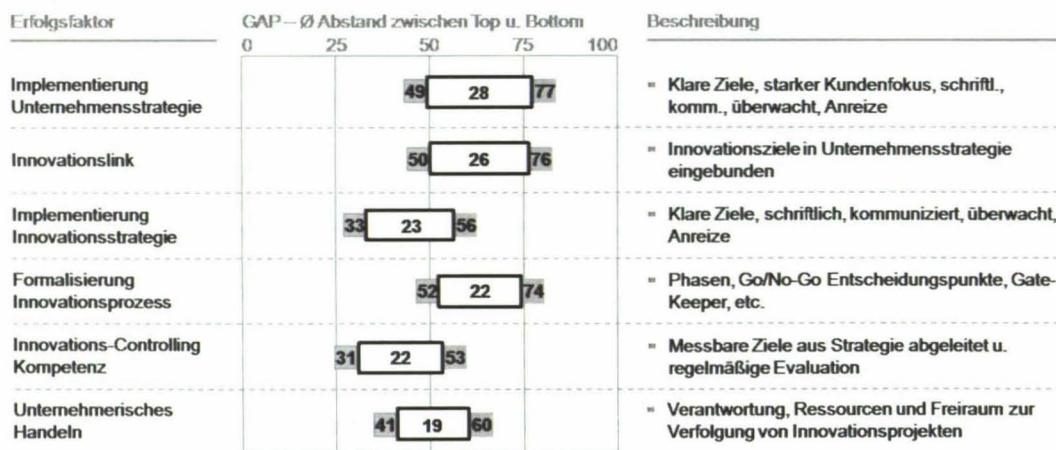 Erfolgsfaktor
GAP – Ø Abstand zwischen Top u. Bottom
Beschreibung
0 25 50 75 100
Implementierung
Unternehmensstrategie
49 28 77
▪ Klare Ziele, starker Kundenfokus, schriftl.,
komm., überwacht, Anreize
Innovationslink
50 26 76
▪ Innovationsziele in Unternehmensstrategie
eingebunden
Implementierung
Innovationsstrategie
33 23 56
▪ Klare Ziele, schriftlich, kommuniziert, überwacht,
Anreize
Formalisierung
Innovationsprozess
52 22 74
▪ Phasen, Go/No-Go Entscheidungspunkte, Gate-
Keeper, etc.
Innovations-Controlling
Kompetenz
31 22 53
▪ Messbare Ziele aus Strategie abgeleitet u.
regelmäßige Evaluation
Unternehmerisches
Handeln
41 19 60
▪ Verantwortung, Ressourcen und Freiraum zur
Verfolgung von Innovationsprojekten